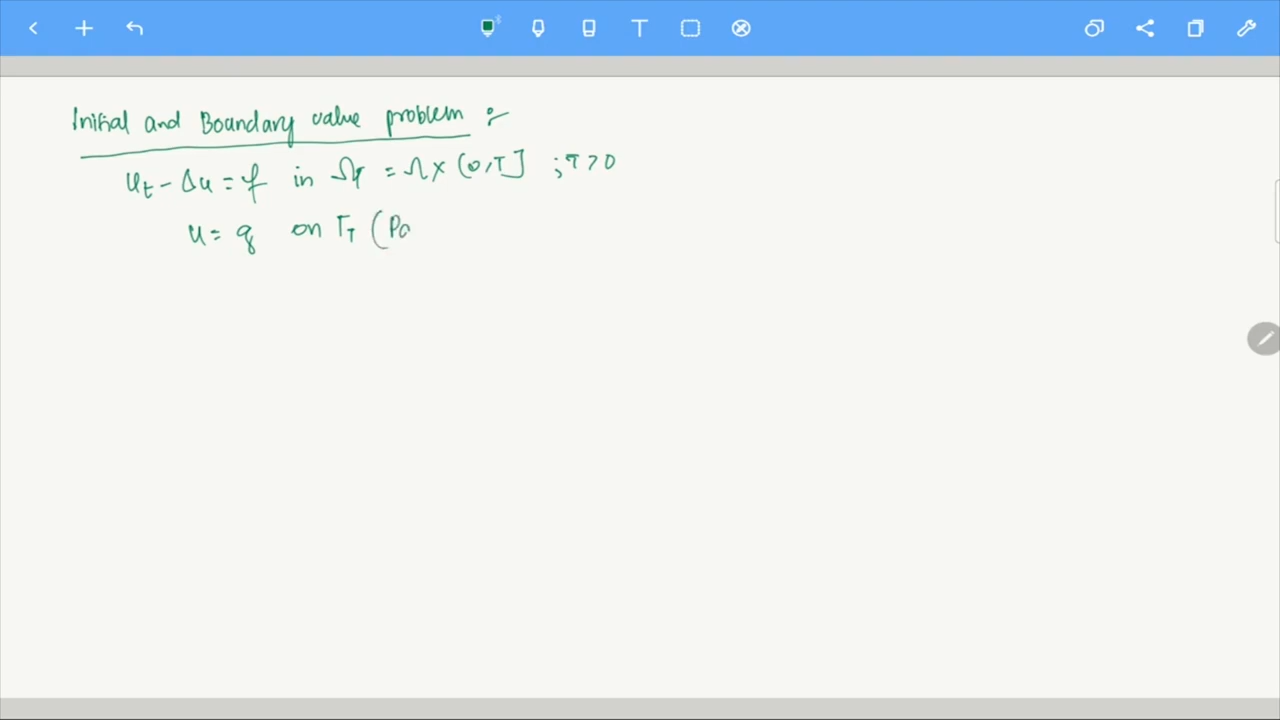 Initial and Boundary value problem :-
u_t - Δu = f in Ω_T = Ω × (0,T] ; T > 0
u = g on Γ_T (Pa